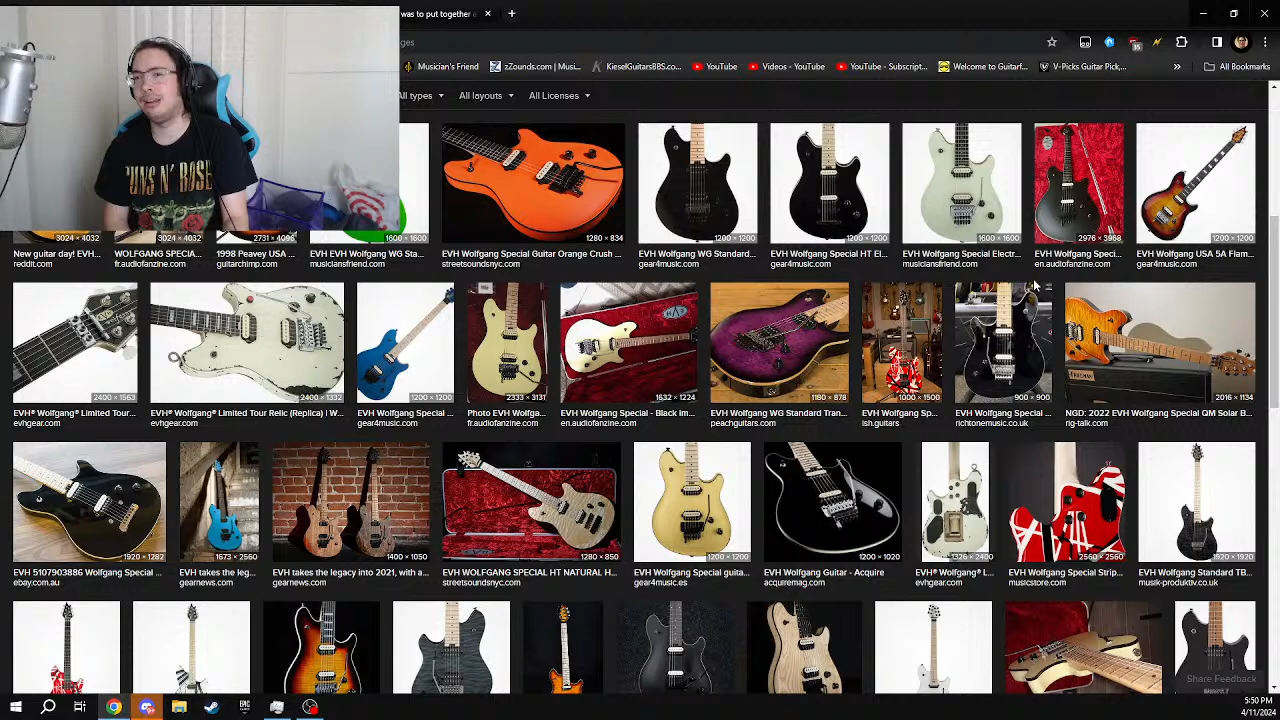 was to put together
ges
Musician's Friend
zZounds.com | Mus...
KieselGuitarsBBS.co...
YouTube
Videos - YouTube
YouTube - Subscript...
Welcome to Guitarf...
V-Picks Guitar Pick,...
»
All Bookmarks
All types
All layouts
All Licenses
GUNS N' ROSE
3024 × 4032
3024 × 4032
2731 × 4096
1600 × 1600
1280 × 834
1200 × 1200
1200 × 1200
1600 × 1600
2976 × 3968
1200 × 1200
New guitar day! EVH...
WOLFGANG SPECIA...
1998 Peavey USA ...
EVH EVH Wolfgang WG Sta...
EVH Wolfgang Special Guitar Orange Crush ...
EVH Wolfgang WG Standard...
EVH Wolfgang Special HT El...
EVH Wolfgang Special Electr...
EVH Wolfgang Speci...
EVH Wolfgang USA 5A Flam...
reddit.com
fr.audiofanzine.com
guitarchimp.com
musiciansfriend.com
streetsoundsnyc.com
gear4music.com
gear4music.com
musiciansfriend.com
en.audiofanzine.com
gear4music.com
2400 × 1563
2400 × 1332
1200 × 1200
2333 × 3501
1632 × 1224
1180 × 878
1000 × 1500
900 × 900
2016 × 1134
EVH® Wolfgang® Limited Tour...
EVH® Wolfgang® Limited Tour Relic (Replica) | W...
EVH Wolfgang Special ...
Photo EVH Wolfga...
EVH Wolfgang Special - Black Im...
EVH Wolfgang WG Standard Tran...
EVH Wolfgang Sp...
EVH Wolfgang Special ...
NGD: 2022 EVH Wolfgang Special QM Solar B...
evhgear.com
evhgear.com
gear4music.com
fr.audiofanzine.com
en.audiofanzine.com
peachguitars.com
ish.guitars
richtonemusic.co.uk
rig-talk.com
1920 × 1282
1673 × 2560
1400 × 1050
1280 × 850
1200 × 1200
1200 × 1020
1326 × 2400
2560 × 2560
1920 × 1920
EVH 5107903886 Wolfgang Special ...
EVH takes the leg...
EVH takes the legacy into 2021, with a...
EVH WOLFGANG SPECIAL HT NATURAL H...
EVH Wolfgang Special guita...
EVH Wolfgang Guitar - Acquire
EVH® Wolfgang® L...
EVH Wolfgang Special Strip...
EVH Wolfgang Standard TB...
ebay.com.au
gearnews.com
gearnews.com
streetsoundsnyc.com
gear4music.es
acquiremag.com
evhgear.com
musicstore.com
musik-produktiv.co.uk
Share Feedback
EPIC
5:50 PM
4/11/2024